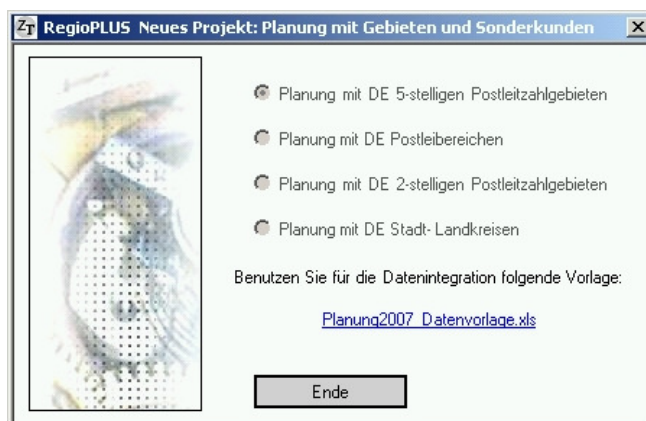 ZT RegioPLUS Neues Projekt: Planung mit Gebieten und Sonderkunden
Planung mit DE 5-stelligen Postleitzahlgebieten
Planung mit DE Postleibereichen
Planung mit DE 2-stelligen Postleitzahlgebieten
Planung mit DE Stadt- Landkreisen
Benutzen Sie für die Datenintegration folgende Vorlage:
Planung2007_Datenvorlage.xls
Ende